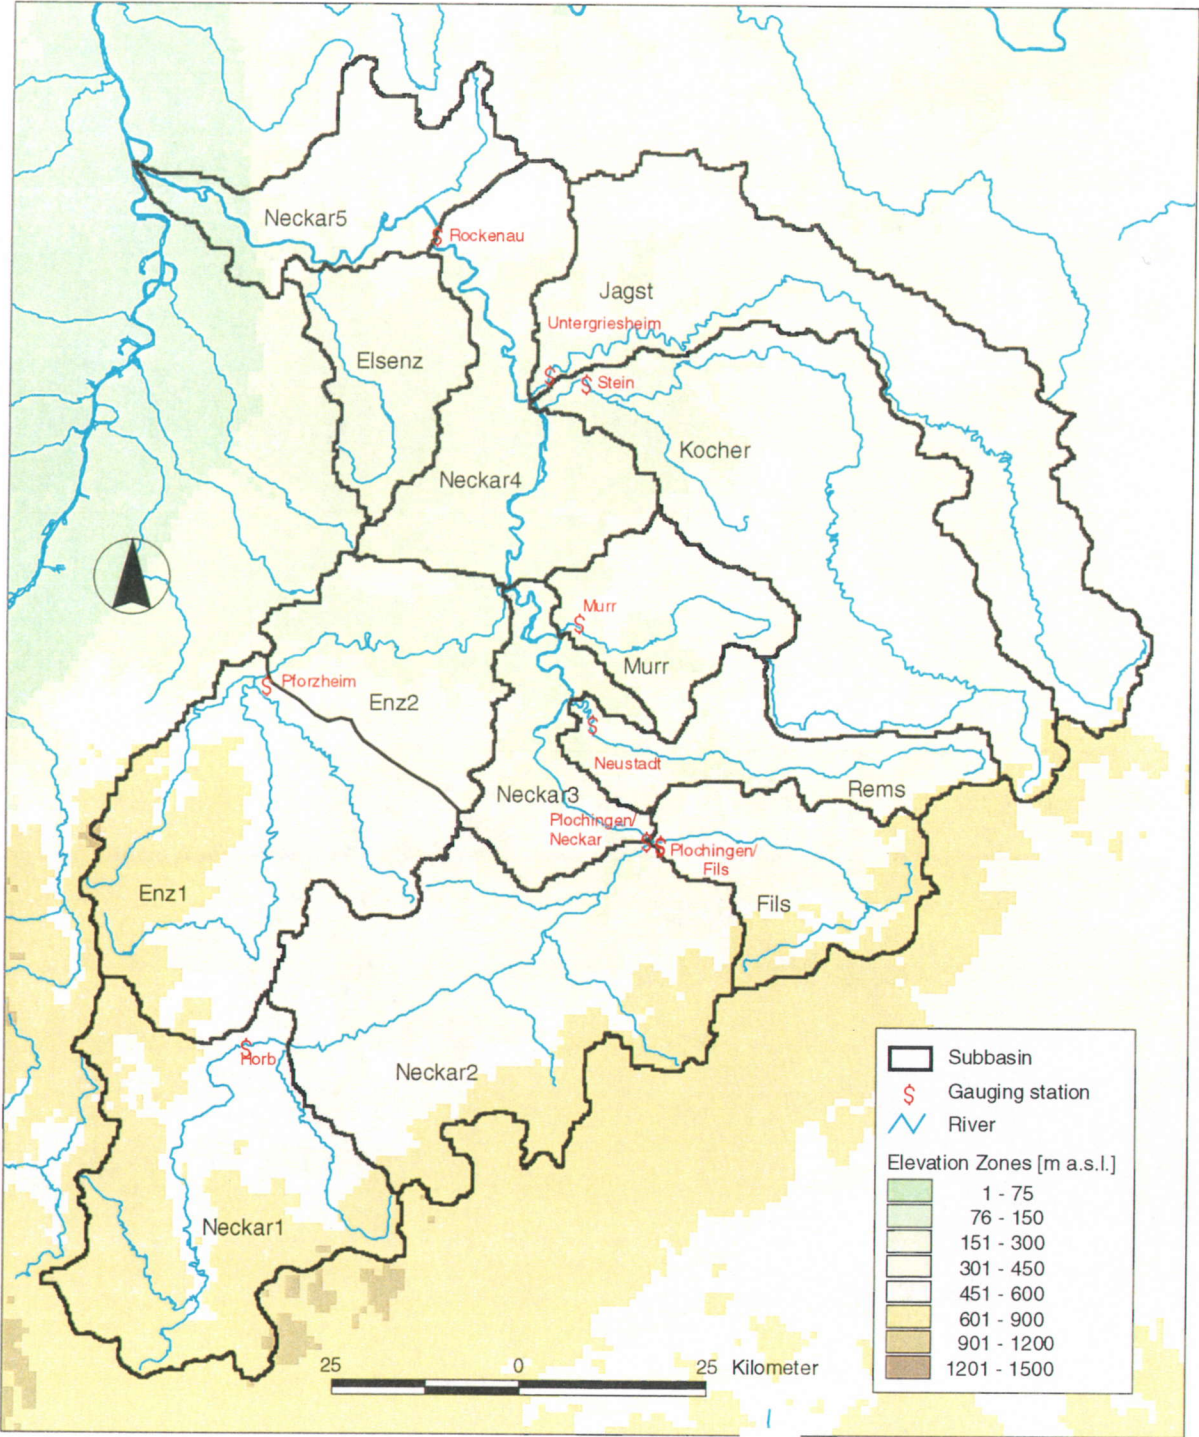 Neckar5
Rockenau
Jagst
Untergriesheim
Elsenz
Stein
Kocher
Neckar4
Murr
Murr
Pforzheim
Enz2
Neustadt
Neckar3
Rems
Plochingen/
Neckar
Plochingen/
Fils
Enz1
Fils
Horb
Neckar2
Neckar1
Subbasin
Gauging station
River
Elevation Zones [m a.s.l.]
1 - 75
76 - 150
151 - 300
301 - 450
451 - 600
601 - 900
901 - 1200
1201 - 1500
25 0 25 Kilometer